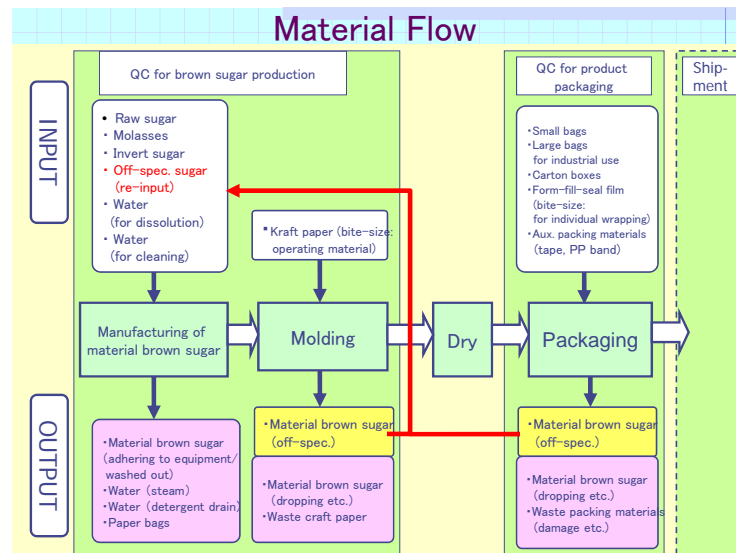 Material Flow
QC for brown sugar production
QC for product
packaging
Ship-
ment
INPUT
• Raw sugar
・Molasses
・Invert sugar
・Off-spec. sugar
(re-input)
・Water
(for dissolution)
・Water
(for cleaning)
▪Kraft paper (bite-size:
operating material)
・Small bags
・Large bags
for industrial use
・Carton boxes
・Form-fill-seal film
(bite-size:
for individual wrapping)
・Aux. packing materials
(tape, PP band)
Manufacturing of
material brown sugar
Molding
Dry
Packaging
OUTPUT
・Material brown sugar
(adhering to equipment/
washed out)
・Water (steam)
・Water (detergent drain)
・Paper bags
・Material brown sugar
(off-spec.)
・Material brown sugar
(dropping etc.)
・Waste craft paper
・Material brown sugar
(off-spec.)
・Material brown sugar
(dropping etc.)
・Waste packing materials
(damage etc.)